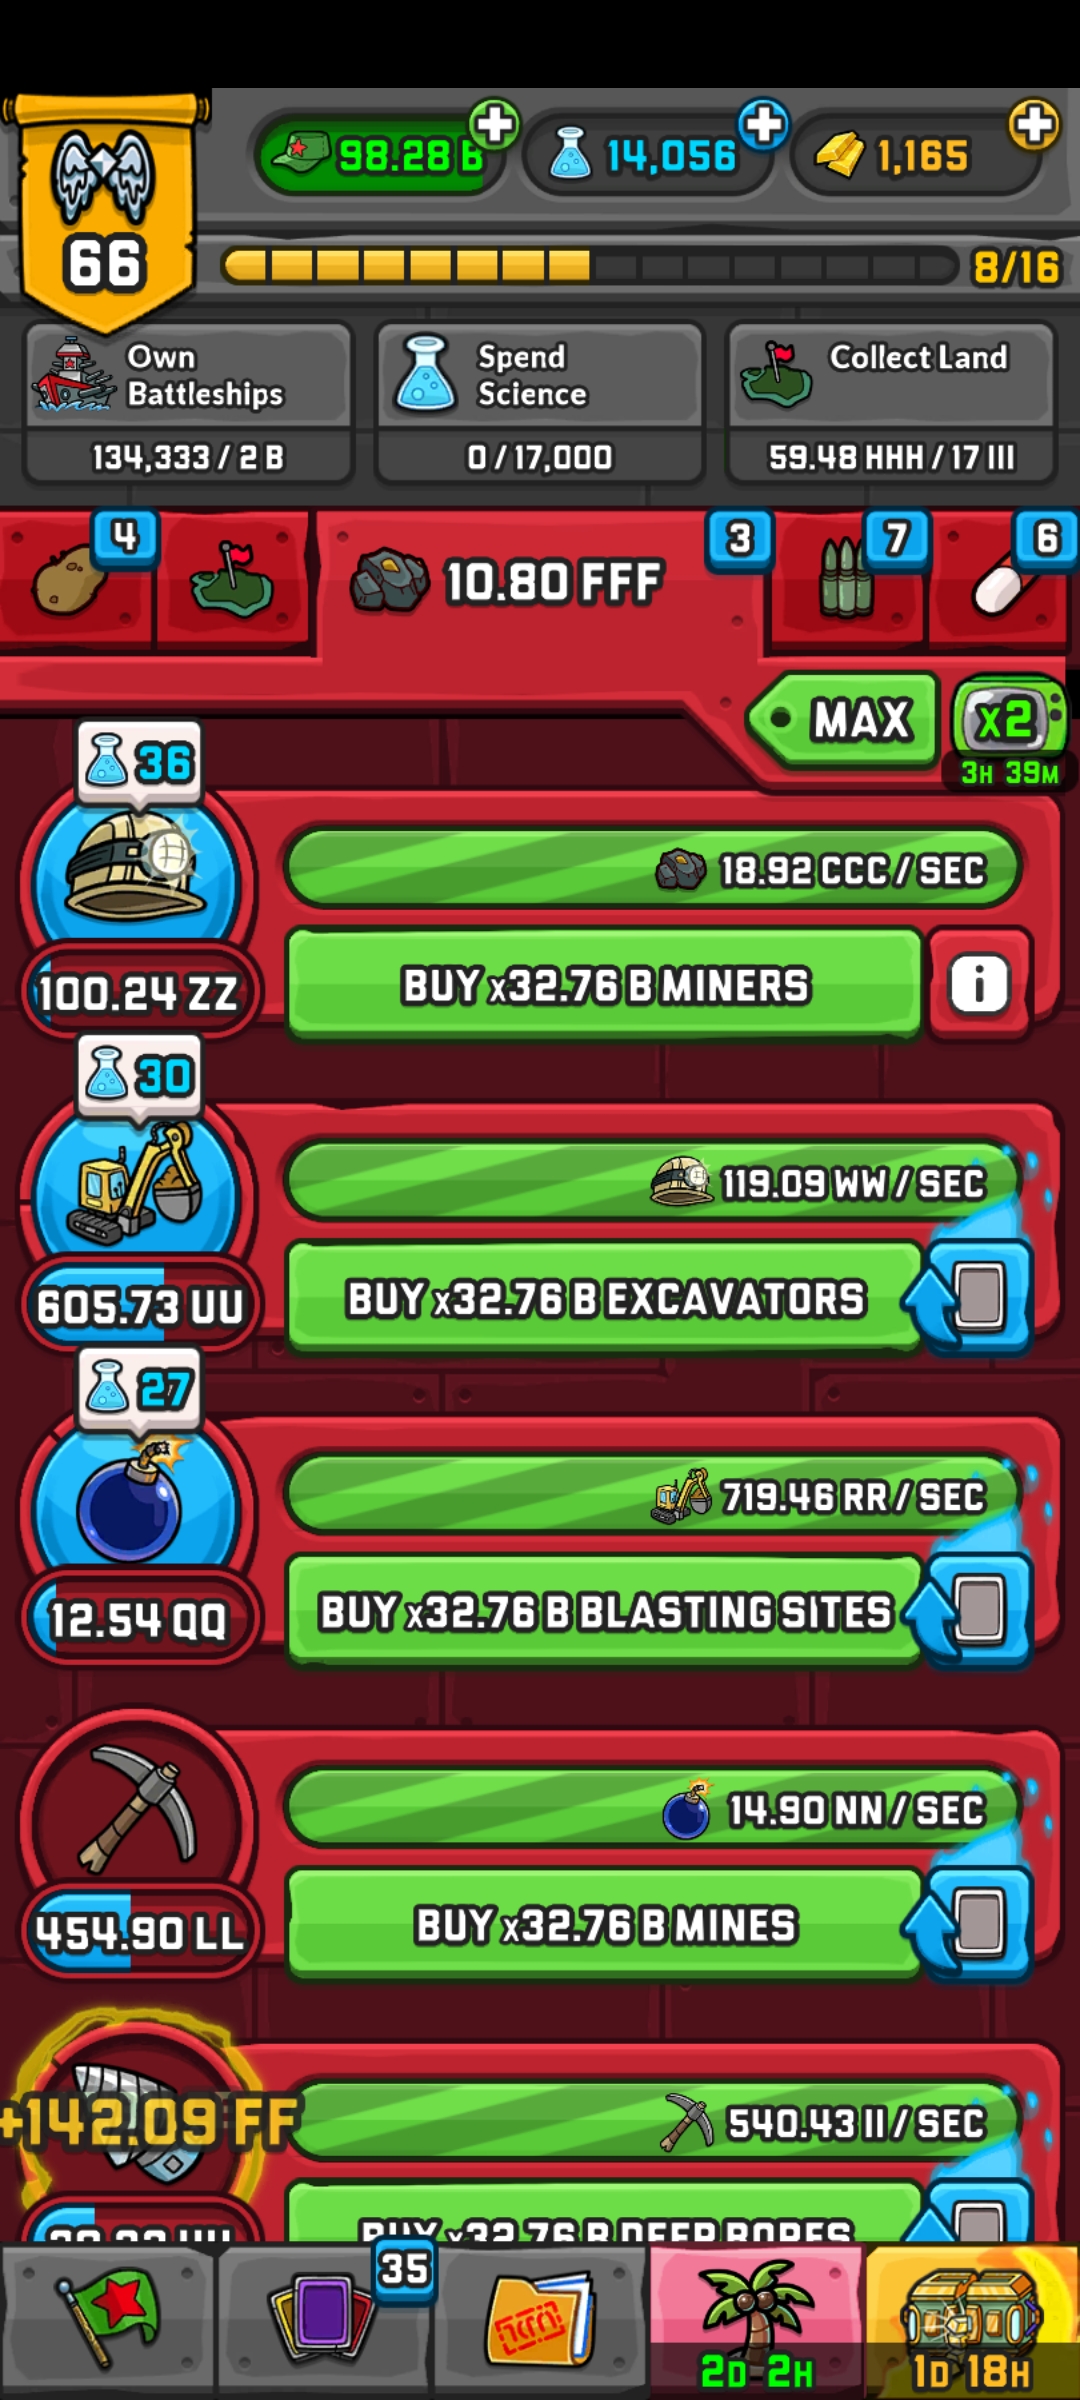 98.28 B
14,056
1,165
66
8/16
Own
Battleships
134,333 / 2 B
Spend
Science
0 / 17,000
Collect Land
59.48 HHH / 17 III
4
10.80 FFF
3
7
6
MAX
x2
3H 39M
36
18.92 CCC / SEC
100.24 ZZ
BUY x32.76 B MINERS
i
30
119.09 WW / SEC
605.73 UU
BUY x32.76 B EXCAVATORS
27
719.46 RR / SEC
12.54 QQ
BUY x32.76 B BLASTING SITES
14.90 NN / SEC
454.90 LL
BUY x32.76 B MINES
+142.09 FF
540.43 II / SEC
BUY x32.76 B DEEP BORES
35
2D 2H
1D 18H